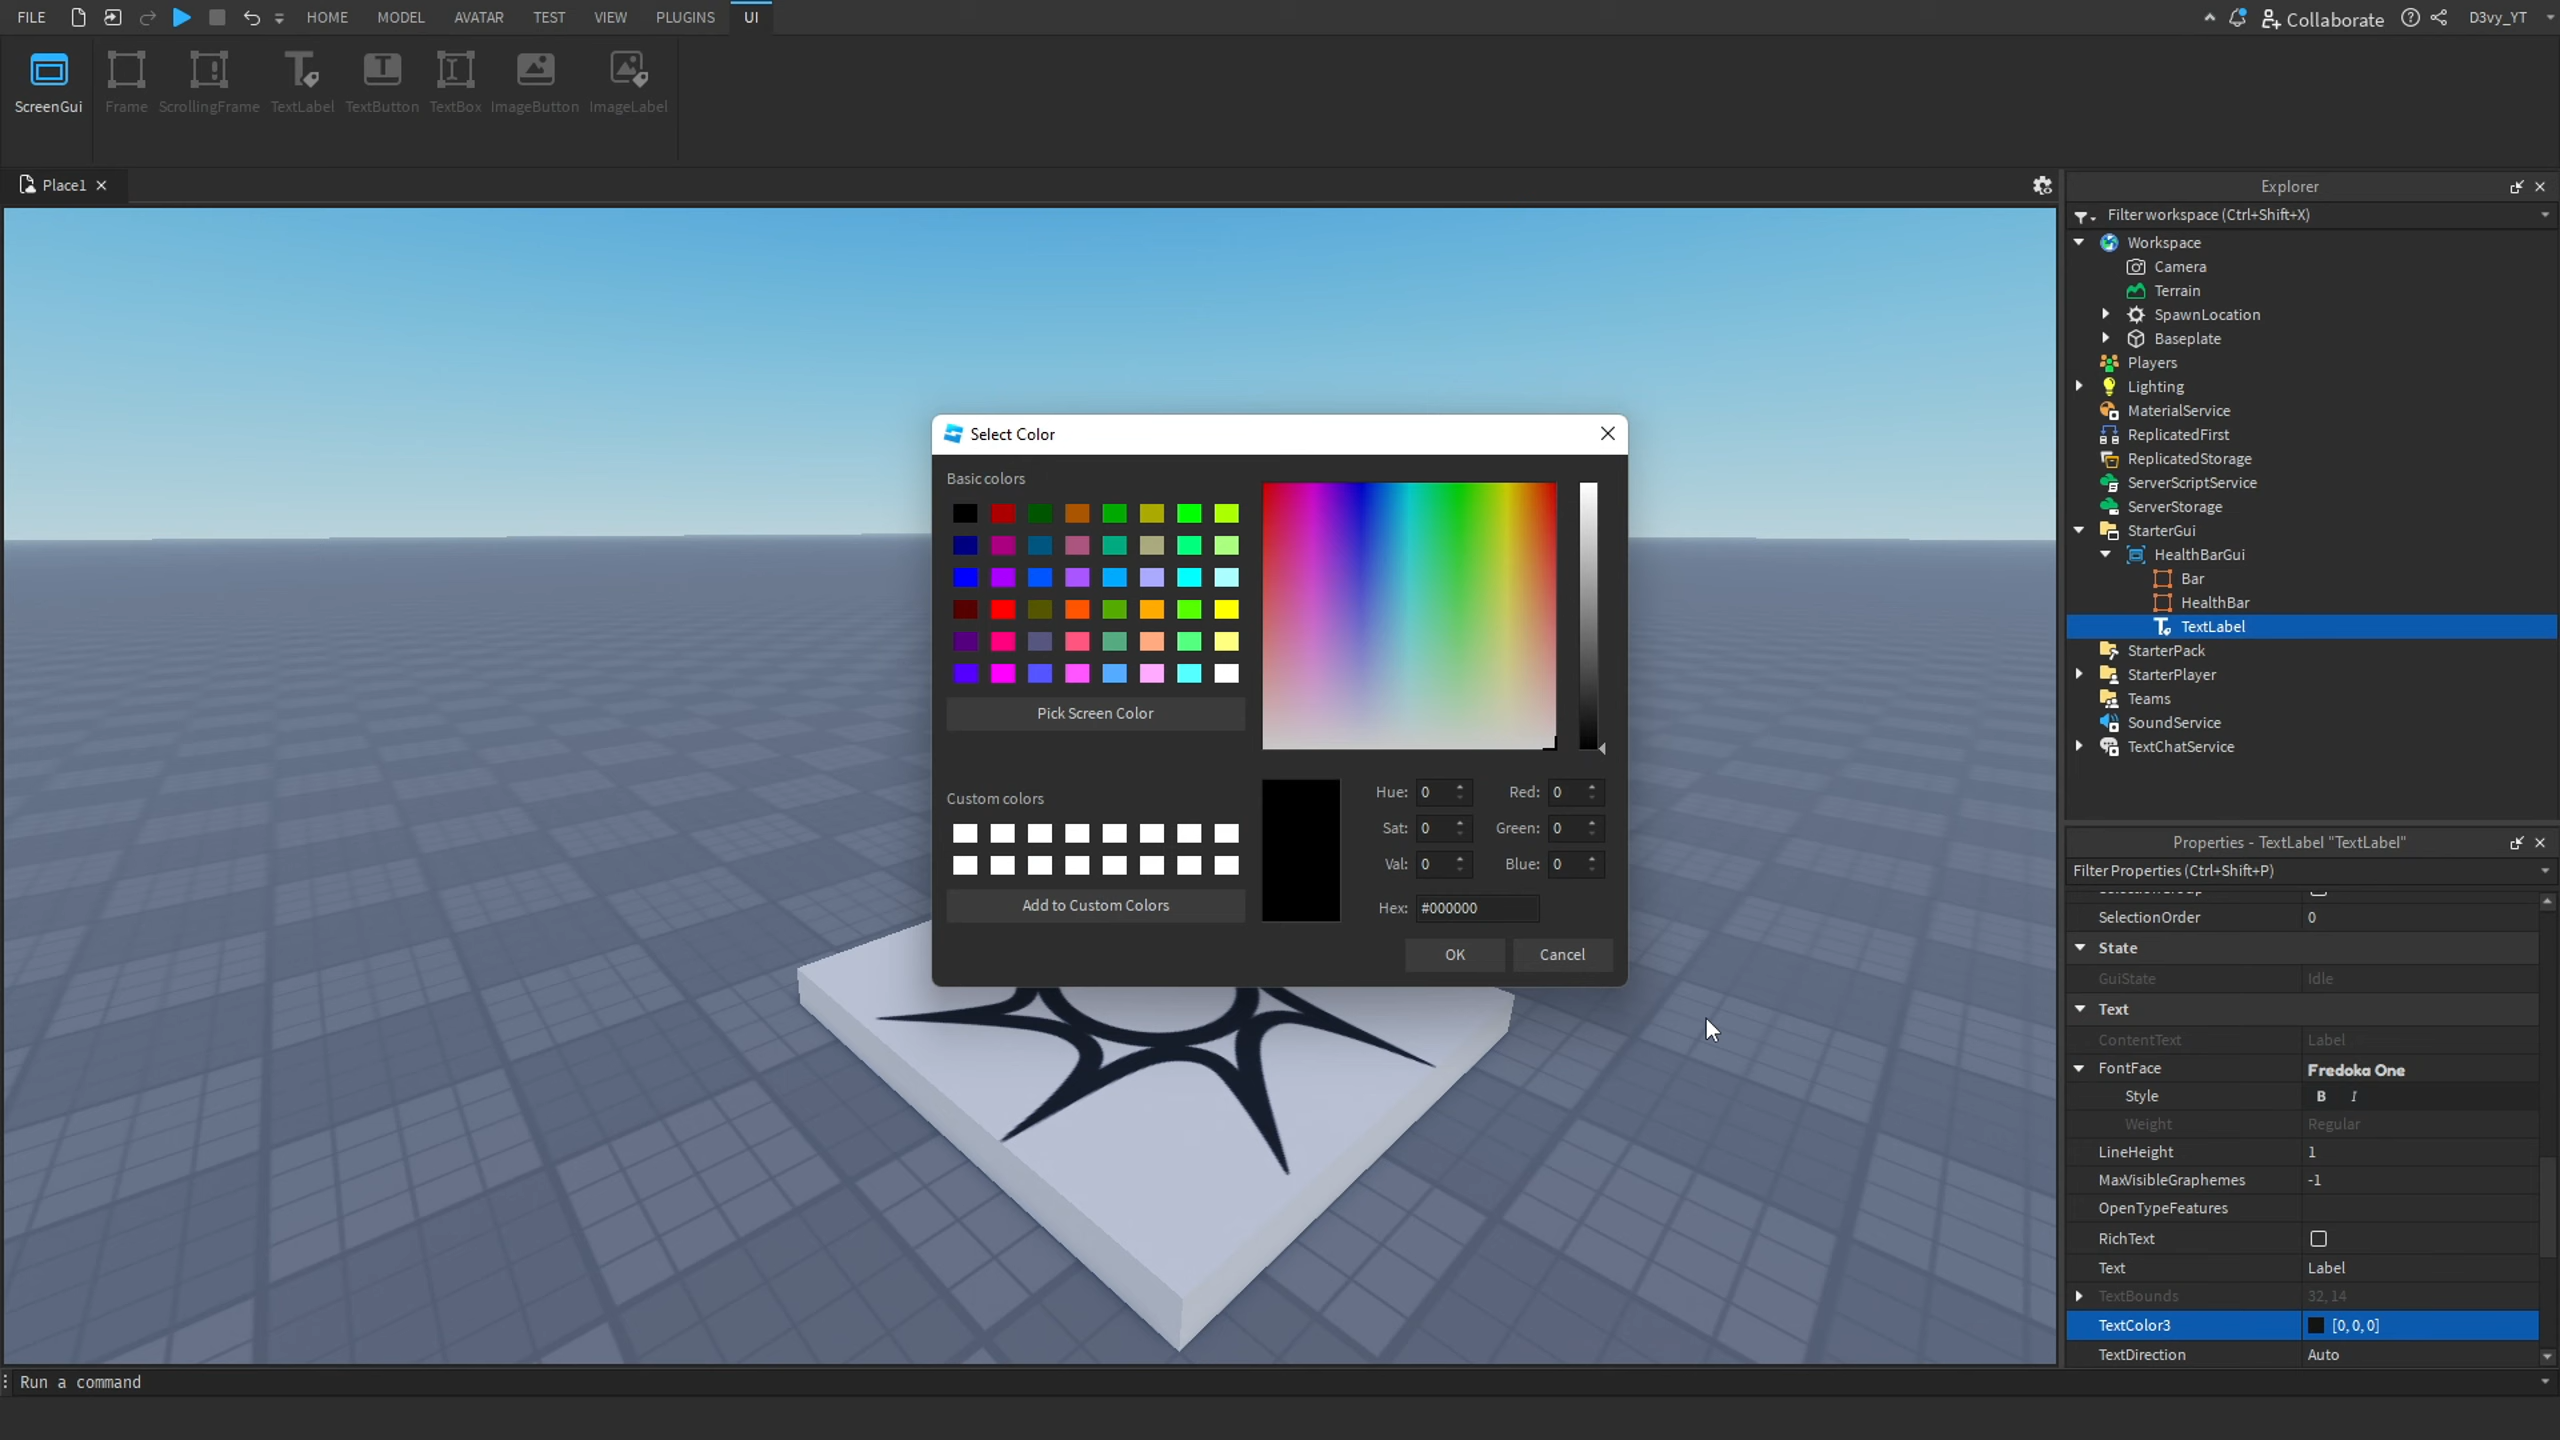 FILE HOME MODEL AVATAR TEST VIEW PLUGINS UI Collaborate D3vy_YT
ScreenGui Frame ScrollingFrame TextLabel TextButton TextBox ImageButton ImageLabel
Place1
Explorer
Filter workspace (Ctrl+Shift+X)
Workspace
Camera
Terrain
SpawnLocation
Baseplate
Players
Lighting
MaterialService
ReplicatedFirst
ReplicatedStorage
ServerScriptService
ServerStorage
StarterGui
HealthBarGui
Bar
HealthBar
TextLabel
StarterPack
StarterPlayer
Teams
SoundService
TextChatService
Select Color
Basic colors
Pick Screen Color
Custom colors
Add to Custom Colors
Hue: 0 Red: 0
Sat: 0 Green: 0
Val: 0 Blue: 0
Hex: #000000
OK Cancel
Properties - TextLabel "TextLabel"
Filter Properties (Ctrl+Shift+P)
SelectionOrder 0
State
GuiState Idle
Text
ContentText Label
FontFace Fredoka One
Style B I
Weight Regular
LineHeight 1
MaxVisibleGraphemes -1
OpenTypeFeatures
RichText
Text Label
TextBounds 32, 14
TextColor3 [0, 0, 0]
TextDirection Auto
Run a command